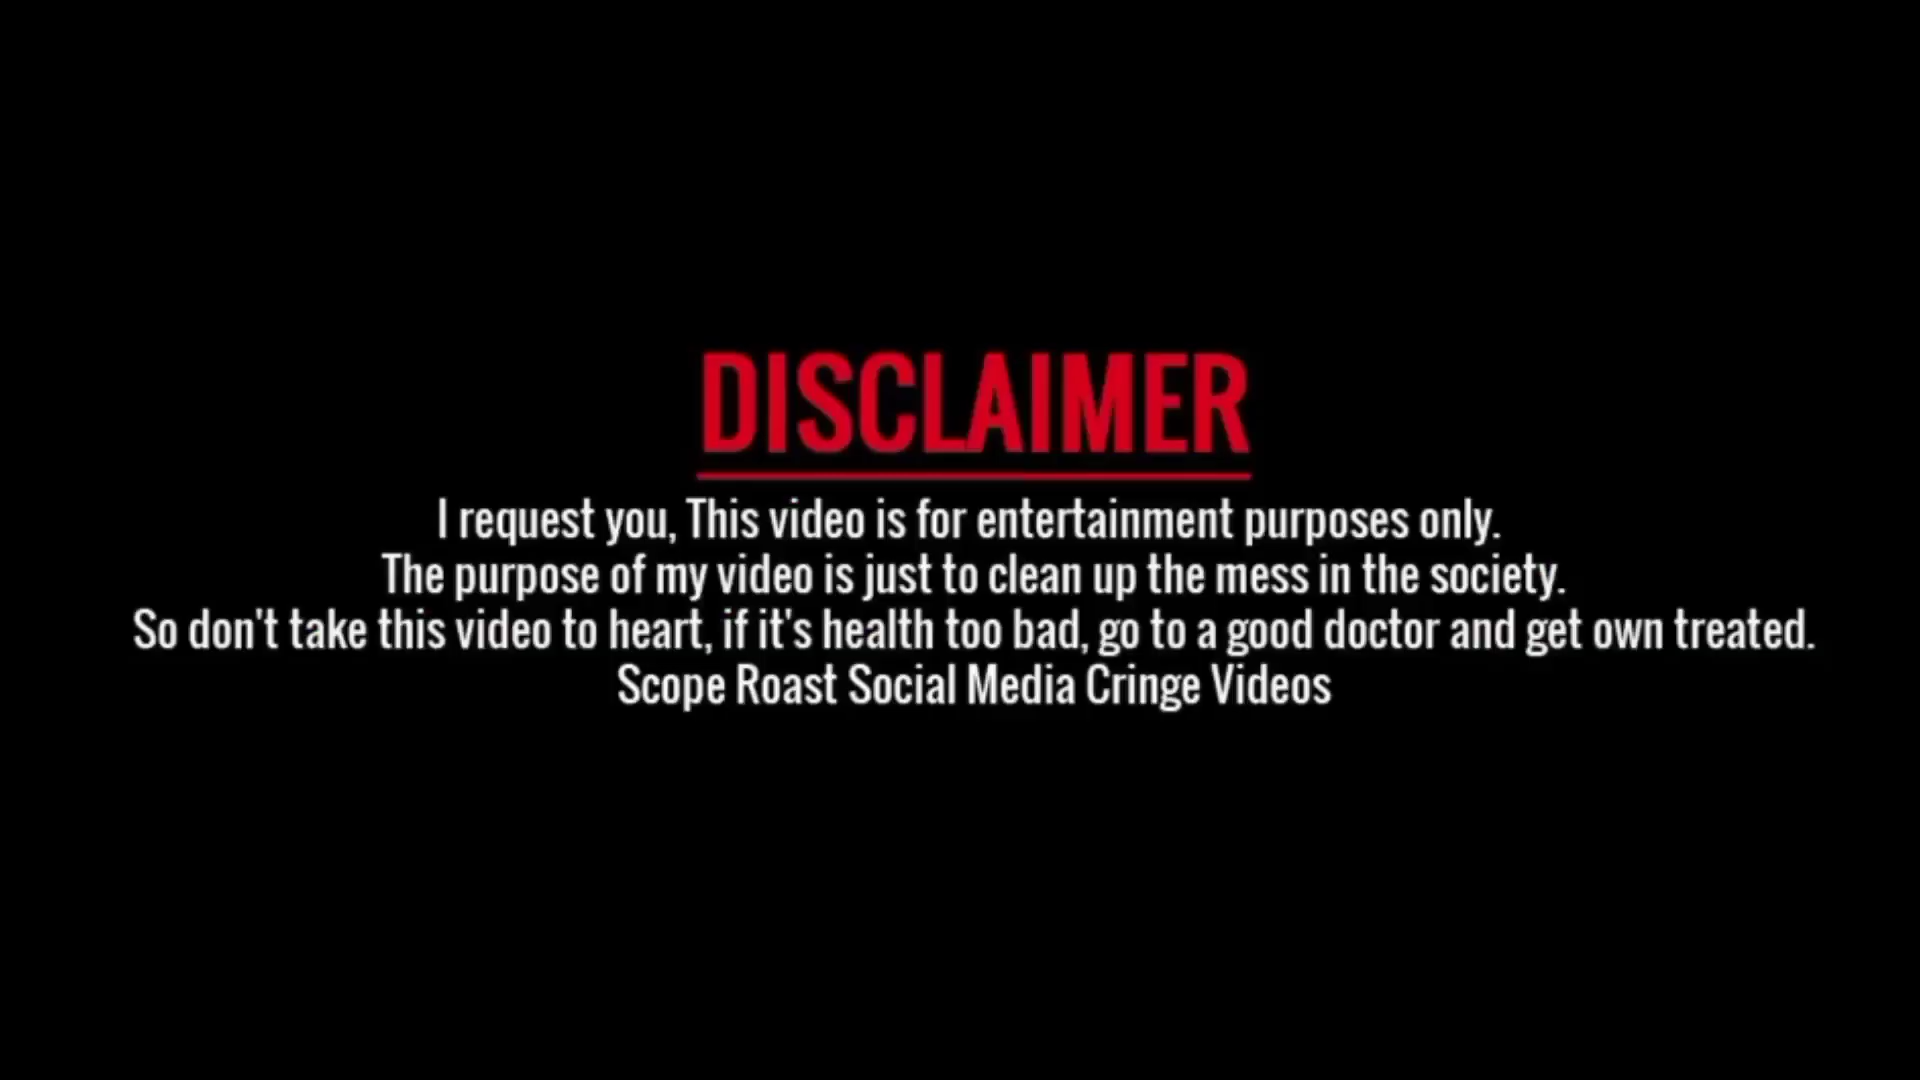 DISCLAIMER
I request you, This video is for entertainment purposes only.
The purpose of my video is just to clean up the mess in the society.
So don't take this video to heart, if it's health too bad, go to a good doctor and get own treated.
Scope Roast Social Media Cringe Videos